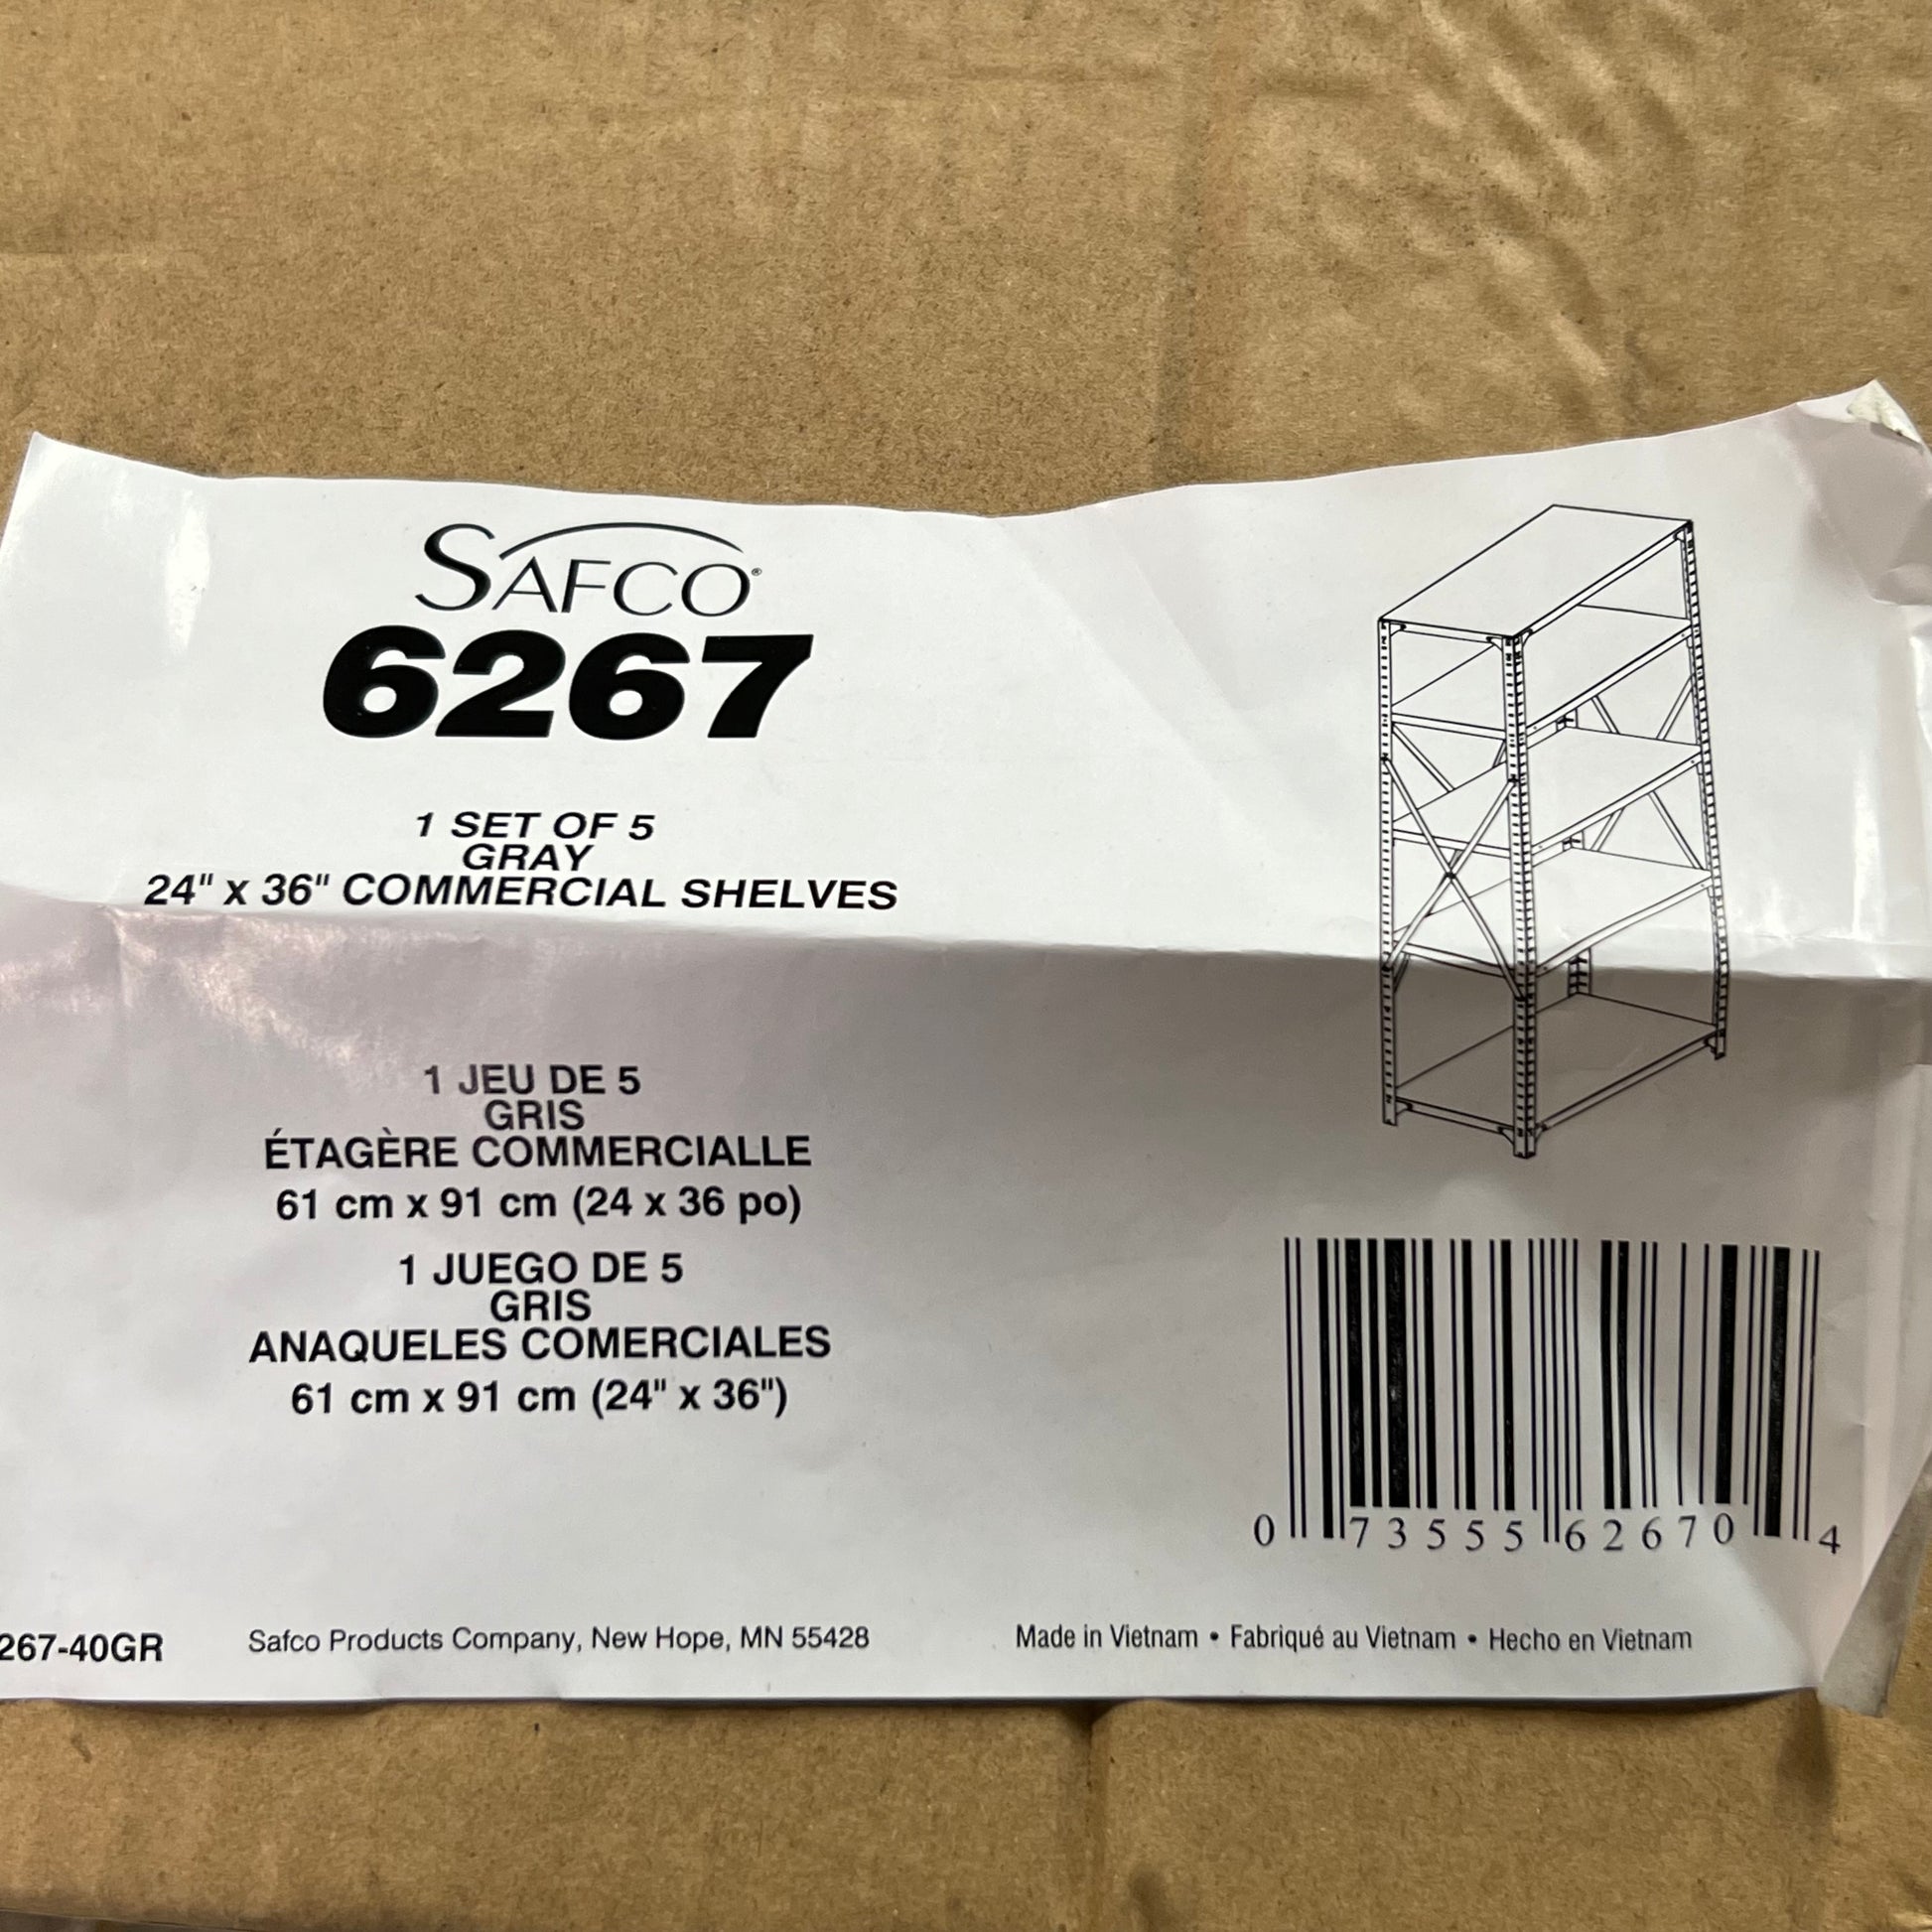 SAFCO®
6267
1 SET OF 5
GRAY
24" x 36" COMMERCIAL SHELVES
1 JEU DE 5
GRIS
ÉTAGÈRE COMMERCIALLE
61 cm x 91 cm (24 x 36 po)
1 JUEGO DE 5
GRIS
ANAQUELES COMERCIALES
61 cm x 91 cm (24" x 36")
0 73555 62670 4
267-40GR
Safco Products Company, New Hope, MN 55428
Made in Vietnam • Fabriqué au Vietnam • Hecho en Vietnam